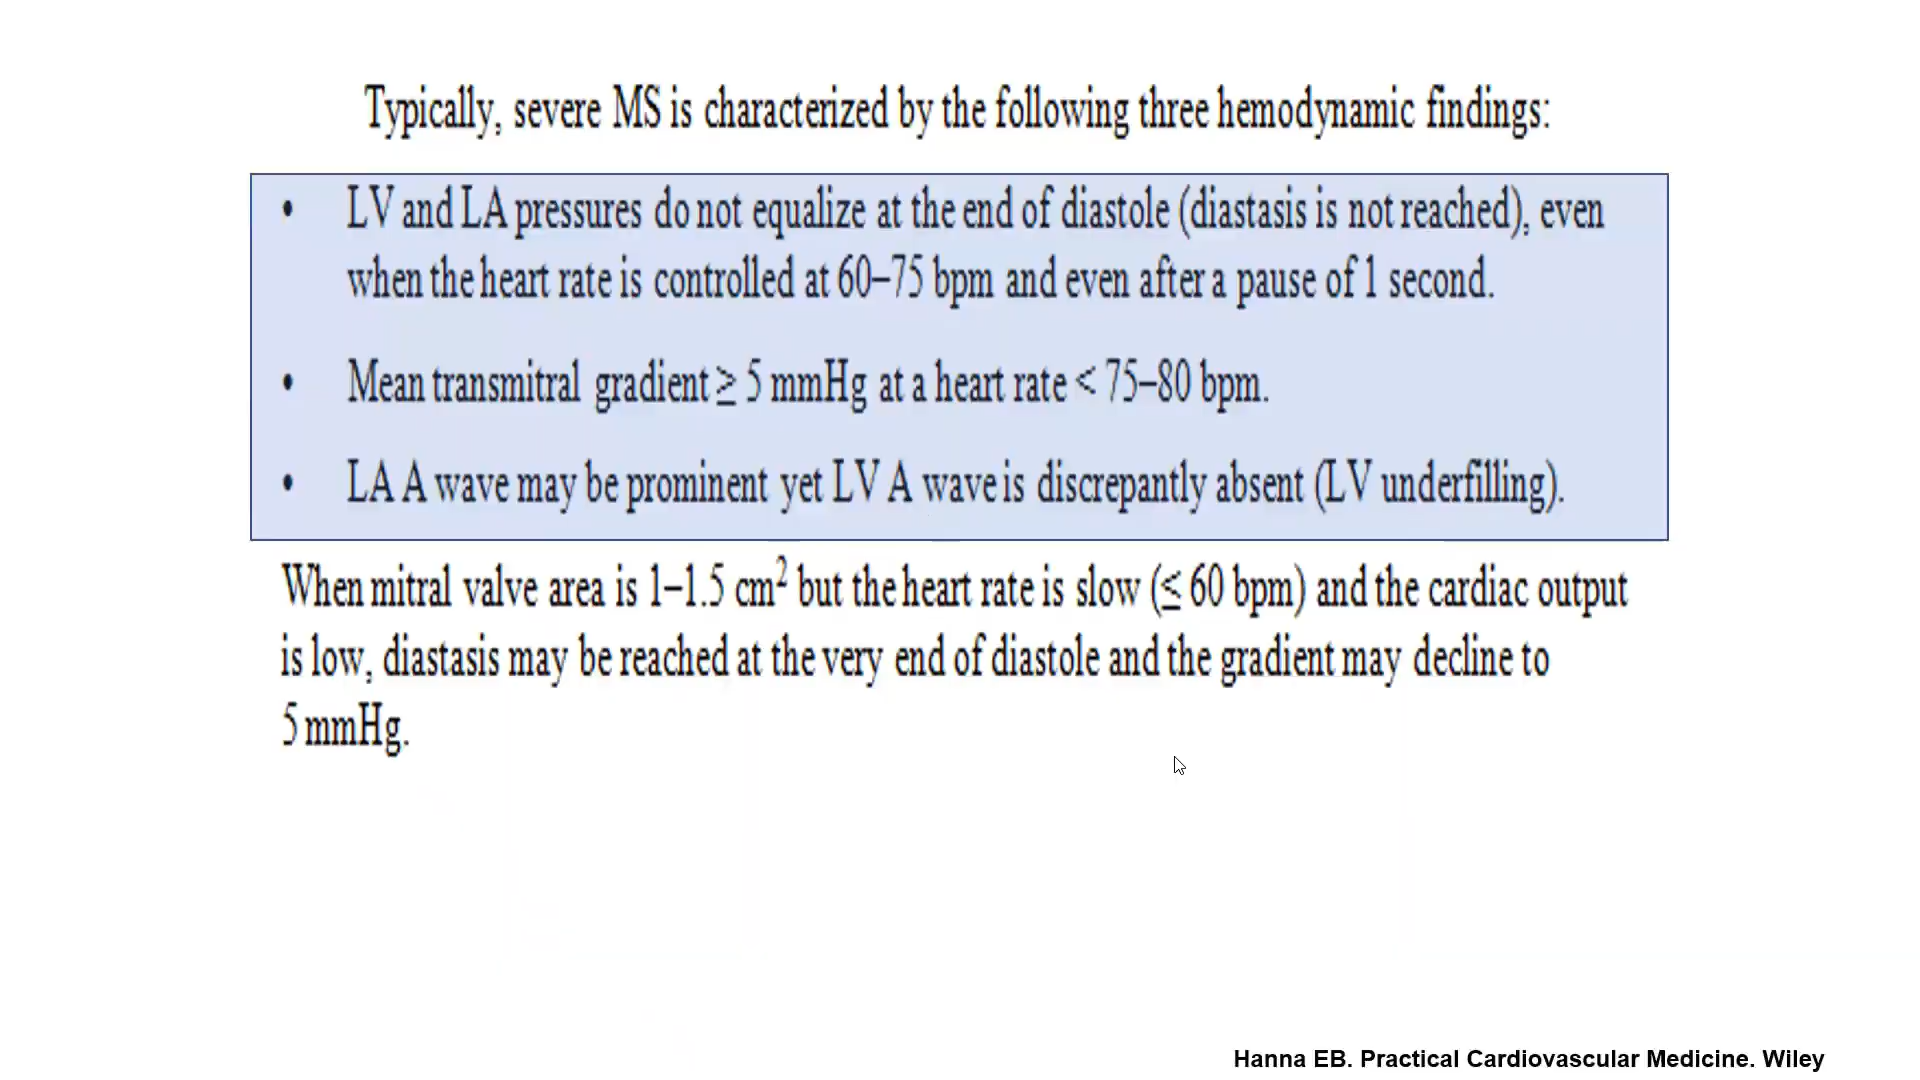 Typically, severe MS is characterized by the following three hemodynamic findings:
• LV and LA pressures do not equalize at the end of diastole (diastasis is not reached), even
when the heart rate is controlled at 60–75 bpm and even after a pause of 1 second.
• Mean transmitral gradient ≥ 5 mmHg at a heart rate < 75–80 bpm.
• LA A wave may be prominent yet LV A wave is discrepantly absent (LV underfilling).
When mitral valve area is 1–1.5 cm² but the heart rate is slow (≤ 60 bpm) and the cardiac output
is low, diastasis may be reached at the very end of diastole and the gradient may decline to
5 mmHg.
Hanna EB. Practical Cardiovascular Medicine. Wiley